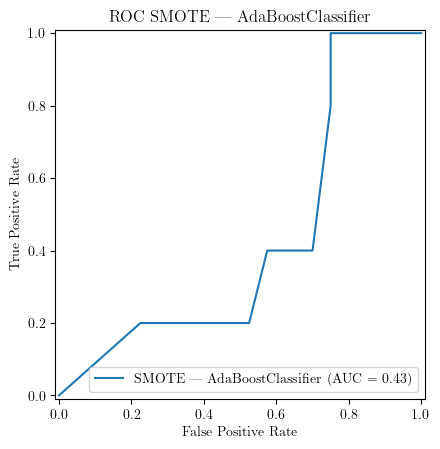 ROC SMOTE — AdaBoostClassifier
1.0
0.8
0.6
0.4
0.2
0.0
True Positive Rate
SMOTE — AdaBoostClassifier (AUC = 0.43)
0.0 0.2 0.4 0.6 0.8 1.0
False Positive Rate